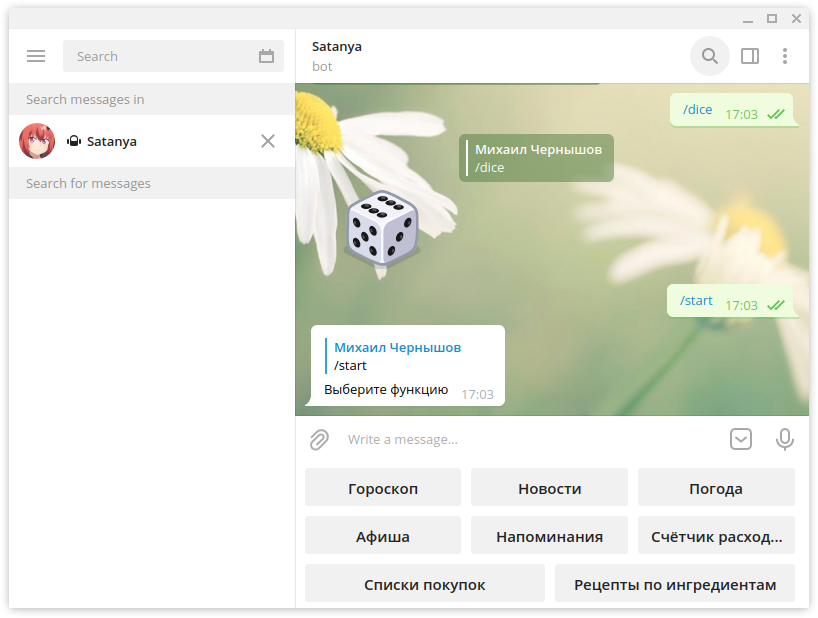 Search
Search messages in
Satanya
Search for messages
Satanya
bot
/dice 17:03
Михаил Чернышов
/dice
/start 17:03
Михаил Чернышов
/start
Выберите функцию 17:03
Write a message...
Гороскоп Новости Погода
Афиша Напоминания Счётчик расход...
Списки покупок Рецепты по ингредиентам